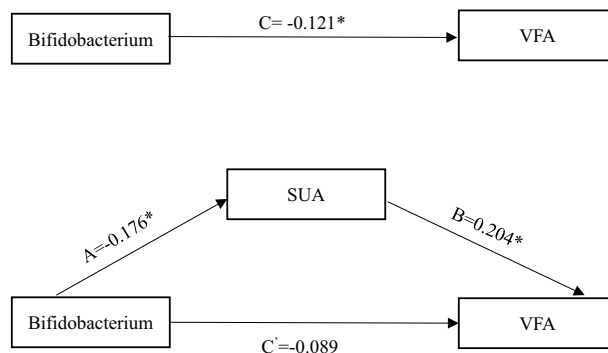 Bifidobacterium
C= -0.121*
VFA
SUA
A=-0.176*
B=0.204*
Bifidobacterium
C'=-0.089
VFA